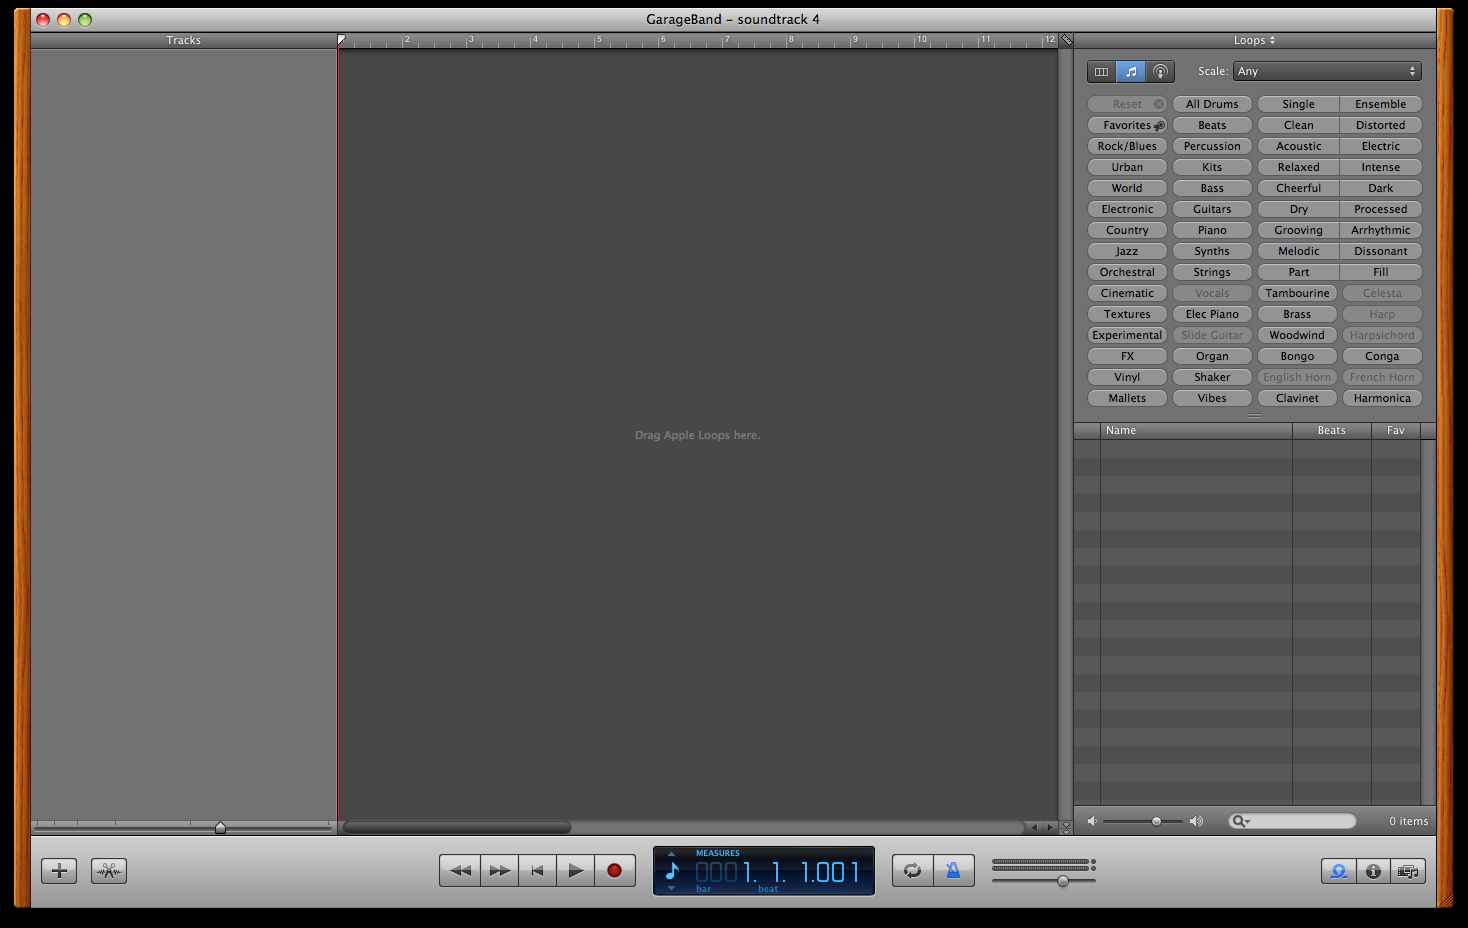 GarageBand – soundtrack 4
Tracks
2 3 4 5 6 7 8 9 10 11 12
Loops
Scale: Any
Reset All Drums Single Ensemble
Favorites Beats Clean Distorted
Rock/Blues Percussion Acoustic Electric
Urban Kits Relaxed Intense
World Bass Cheerful Dark
Electronic Guitars Dry Processed
Country Piano Grooving Arrhythmic
Jazz Synths Melodic Dissonant
Orchestral Strings Part Fill
Cinematic Vocals Tambourine Celesta
Textures Elec Piano Brass Harp
Experimental Slide Guitar Woodwind Harpsichord
FX Organ Bongo Conga
Vinyl Shaker English Horn French Horn
Mallets Vibes Clavinet Harmonica
Drag Apple Loops here.
Name Beats Fav
0 items
MEASURES
0001. 1. 1.001
bar beat